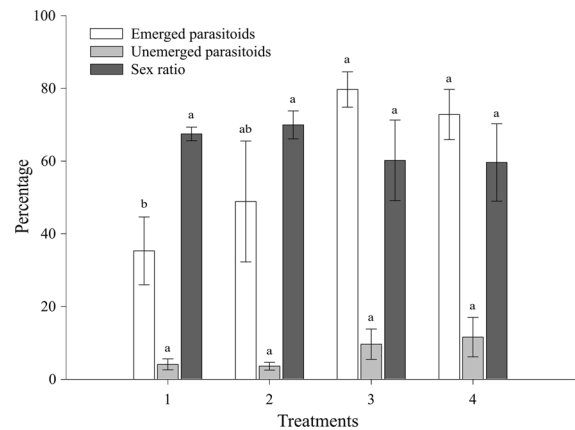 100
80
60
40
20
0
Percentage
Emerged parasitoids
Unemerged parasitoids
Sex ratio
b
a
a
ab
a
a
a
a
a
a
a
a
1 2 3 4
Treatments